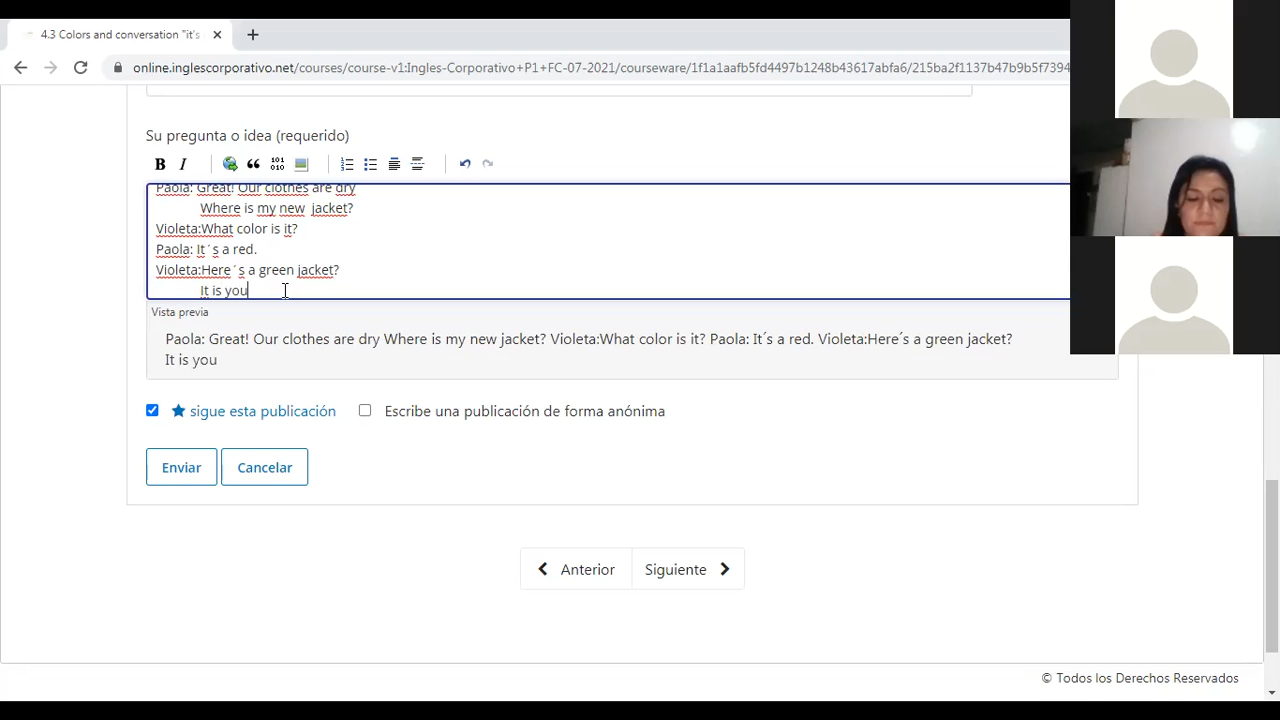 4.3 Colors and conversation "it's
online.inglescorporativo.net/courses/course-v1:Ingles-Corporativo+P1+FC-07-2021/courseware/1f1a1aafb5fd4497b1248b43617abfa6/215ba2f1137b47b9b5f7394
Su pregunta o idea (requerido)
B I
Paola: Great! Our clothes are dry
Where is my new  jacket?
Violeta:What color is it?
Paola: It´s a red.
Violeta:Here´s a green jacket?
It is you
Vista previa
Paola: Great! Our clothes are dry Where is my new jacket? Violeta:What color is it? Paola: It´s a red. Violeta:Here´s a green jacket?
It is you
sigue esta publicación Escribe una publicación de forma anónima
Enviar Cancelar
Anterior Siguiente
© Todos los Derechos Reservados